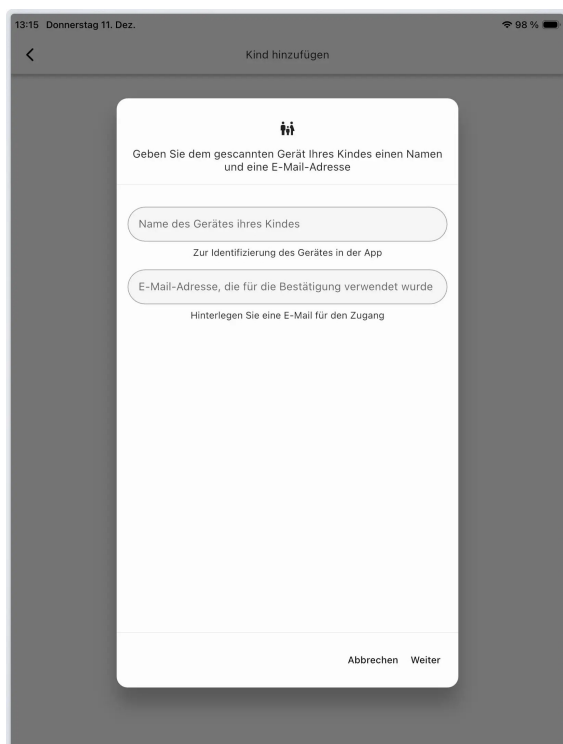 13:15 Donnerstag 11. Dez.
98 %
Kind hinzufügen
Geben Sie dem gescannten Gerät Ihres Kindes einen Namen
und eine E-Mail-Adresse
Name des Gerätes ihres Kindes
Zur Identifizierung des Gerätes in der App
E-Mail-Adresse, die für die Bestätigung verwendet wurde
Hinterlegen Sie eine E-Mail für den Zugang
Abbrechen Weiter